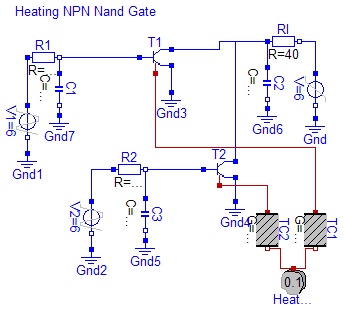 Heating NPN Nand Gate
R1
R=...
C1
C=...
V1=6
Gnd1
Gnd7
T1
Gnd3
Rl
R=40
C2
C=...
V=6
Gnd6
Gnd
R2
R=...
C3
C=...
V2=6
Gnd2
Gnd5
T2
Gnd4
TC2
G=...
TC1
G=...
0.1
Heat...